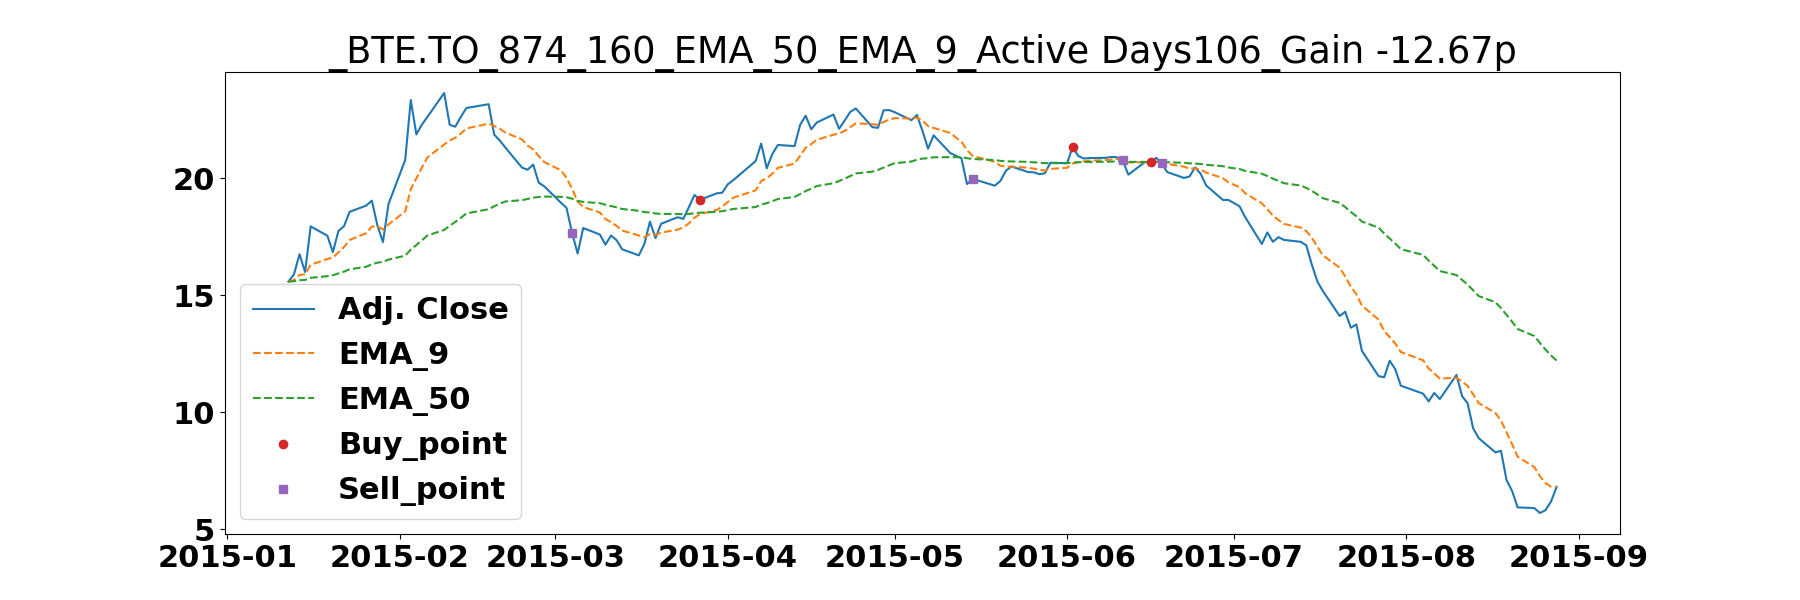 _BTE.TO_874_160_EMA_50_EMA_9_Active Days106_Gain -12.67p
20
15
10
5
Adj. Close
EMA_9
EMA_50
Buy_point
Sell_point
2015-01 2015-02 2015-03 2015-04 2015-05 2015-06 2015-07 2015-08 2015-09